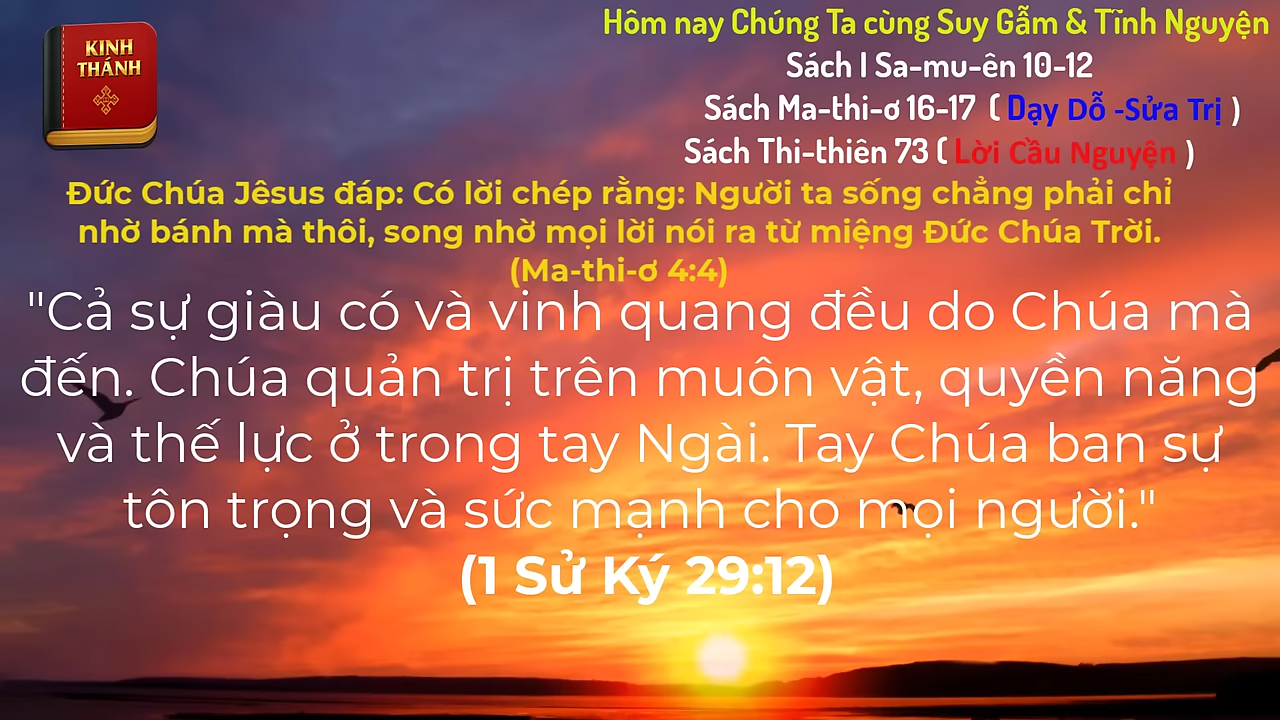 KINH
THÁNH
Hôm nay Chúng Ta cùng Suy Gẫm & Tĩnh Nguyện
Sách I Sa-mu-ên 10-12
Sách Ma-thi-ơ 16-17 ( Dạy Dỗ -Sửa Trị )
Sách Thi-thiên 73 ( Lời Cầu Nguyện )
Đức Chúa Jêsus đáp: Có lời chép rằng: Người ta sống chẳng phải chỉ
nhờ bánh mà thôi, song nhờ mọi lời nói ra từ miệng Đức Chúa Trời.
(Ma-thi-ơ 4:4)
"Cả sự giàu có và vinh quang đều do Chúa mà
đến. Chúa quản trị trên muôn vật, quyền năng
và thế lực ở trong tay Ngài. Tay Chúa ban sự
tôn trọng và sức mạnh cho mọi người."
(1 Sử Ký 29:12)